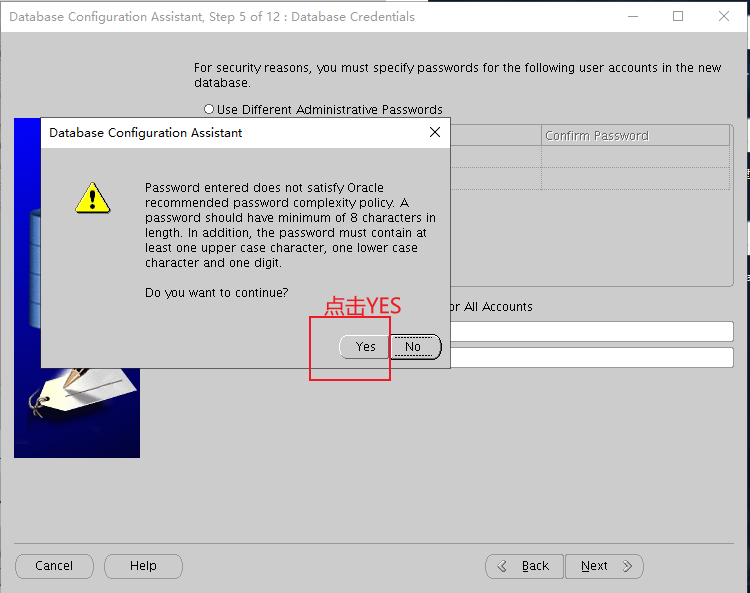 Database Configuration Assistant, Step 5 of 12 : Database Credentials
For security reasons, you must specify passwords for the following user accounts in the new
database.
Use Different Administrative Passwords
Confirm Password
Database Configuration Assistant
Password entered does not satisfy Oracle
recommended password complexity policy. A
password should have minimum of 8 characters in
length. In addition, the password must contain at
least one upper case character, one lower case
character and one digit.
Do you want to continue?
点击YES
Yes
No
or All Accounts
Cancel
Help
Back
Next